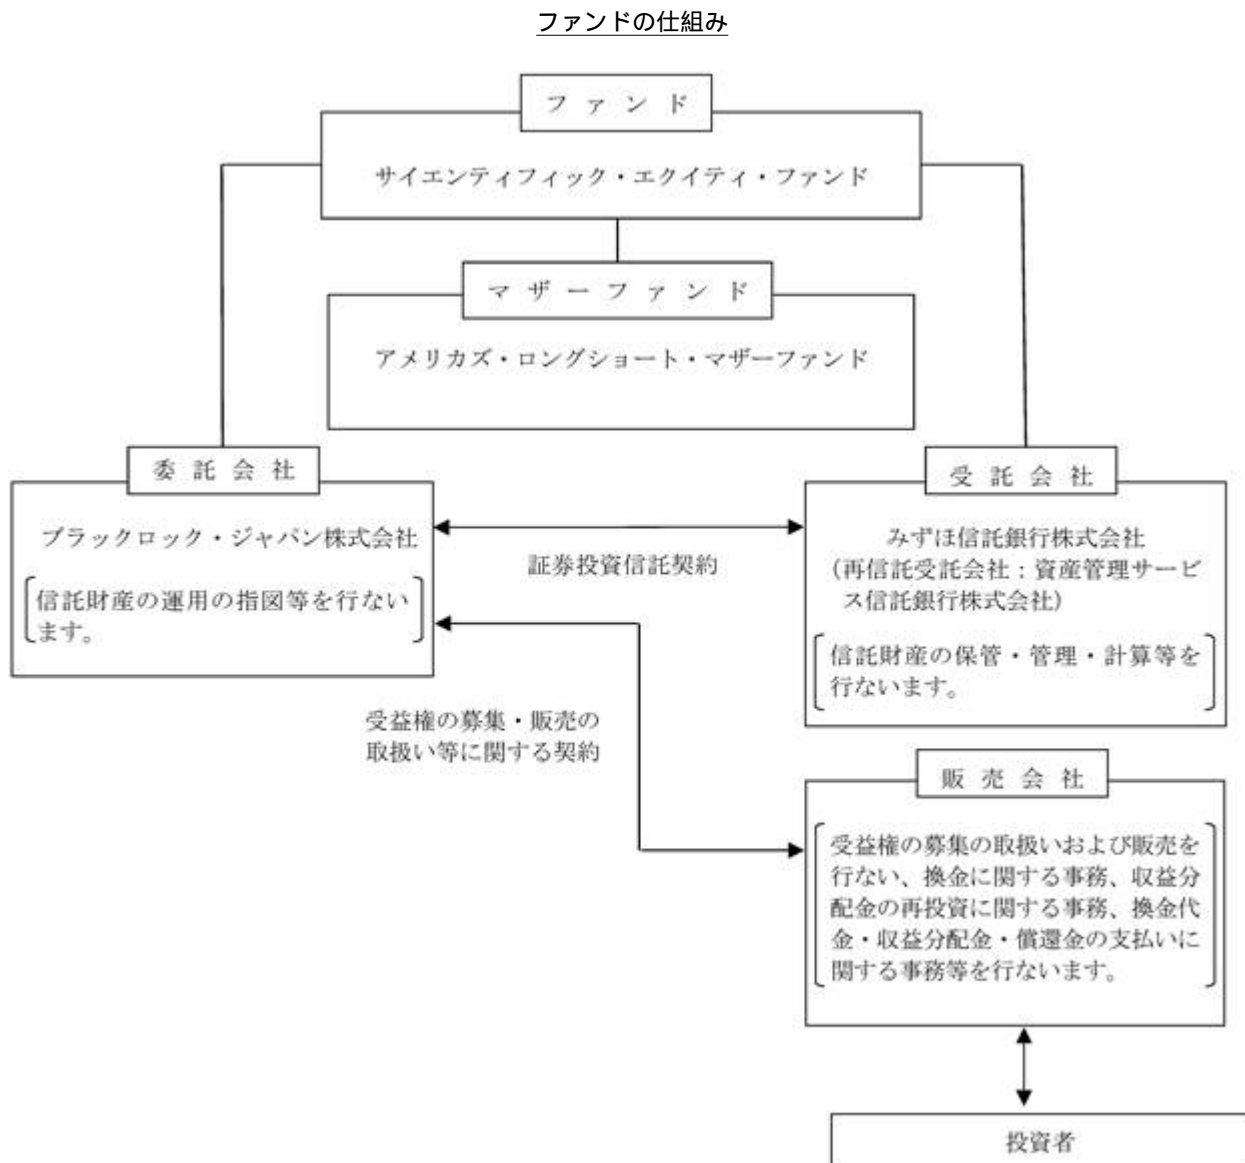 ファンドの仕組み
ファンド
サイエンティフィック・エクイティ・ファンド
マザーファンド
アメリカズ・ロングショート・マザーファンド
委託会社
ブラックロック・ジャパン株式会社
信託財産の運用の指図等を行ない
ます。
証券投資信託契約
受託会社
みずほ信託銀行株式会社
(再信託受託会社:資産管理サービ
ス信託銀行株式会社)
信託財産の保管・管理・計算等を
行ないます。
受益権の募集・販売の
取扱い等に関する契約
販売会社
受益権の募集の取扱いおよび販売を
行ない、換金に関する事務、収益分
配金の再投資に関する事務、換金代
金・収益分配金・償還金の支払いに
関する事務等を行ないます。
投資者